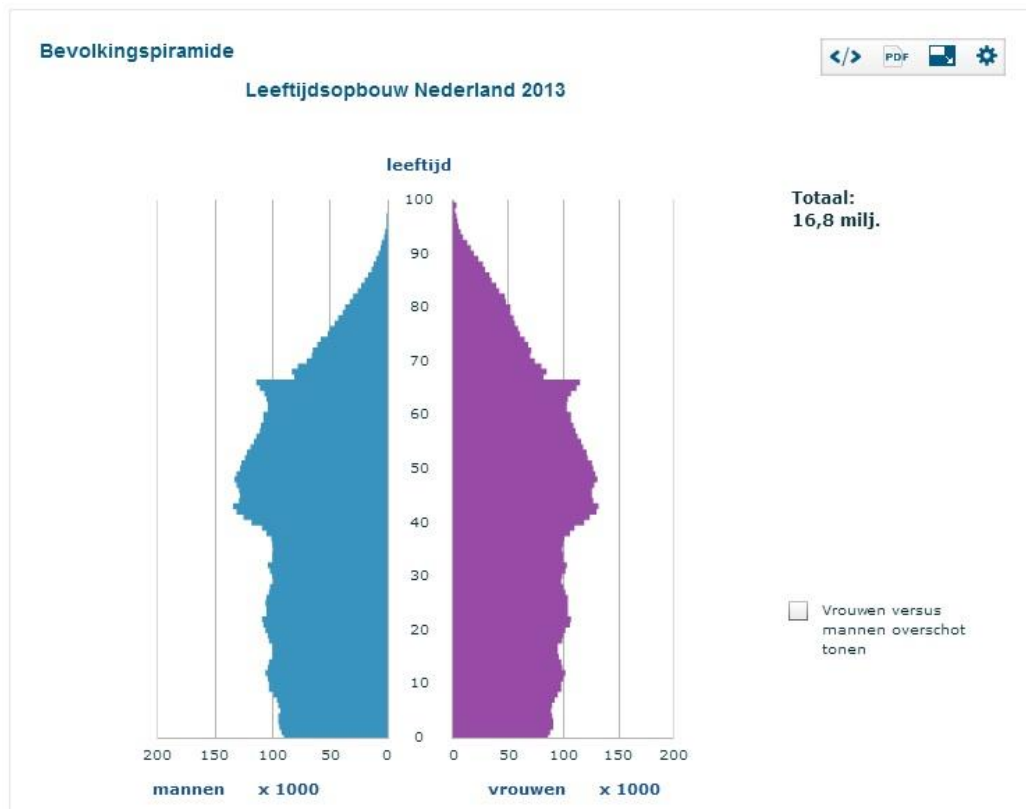 Bevolkingspiramide
</> PDF
Leeftijdsopbouw Nederland 2013
leeftijd
Totaal:
16,8 milj.
100
90
80
70
60
50
40
30
20
10
0
Vrouwen versus
mannen overschot
tonen
200 150 100 50 0 0 50 100 150 200
mannen x 1000 vrouwen x 1000